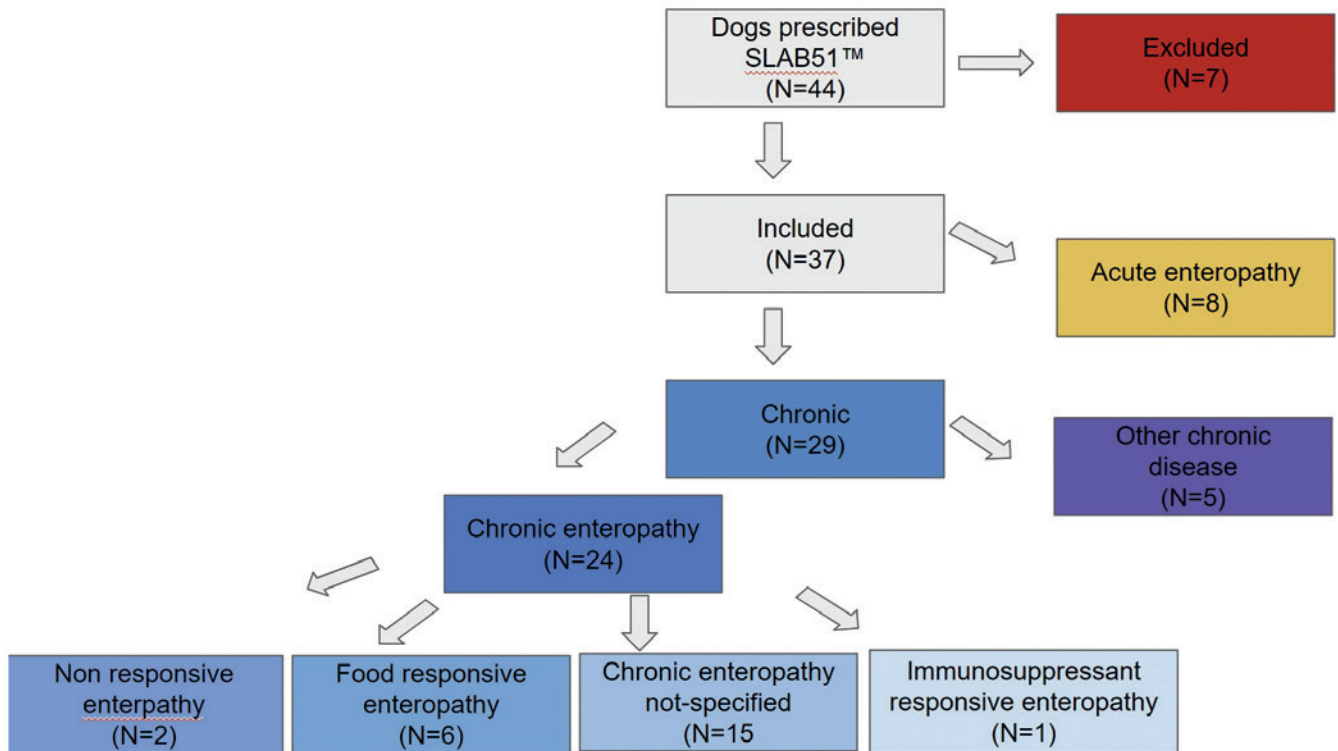 Dogs prescribed
SLAB51™
(N=44)
Excluded
(N=7)
Included
(N=37)
Acute enteropathy
(N=8)
Chronic
(N=29)
Other chronic
disease
(N=5)
Chronic enteropathy
(N=24)
Non responsive
enterpathy
(N=2)
Food responsive
enteropathy
(N=6)
Chronic enteropathy
not-specified
(N=15
Immunosuppressant
responsive enteropathy
(N=1)